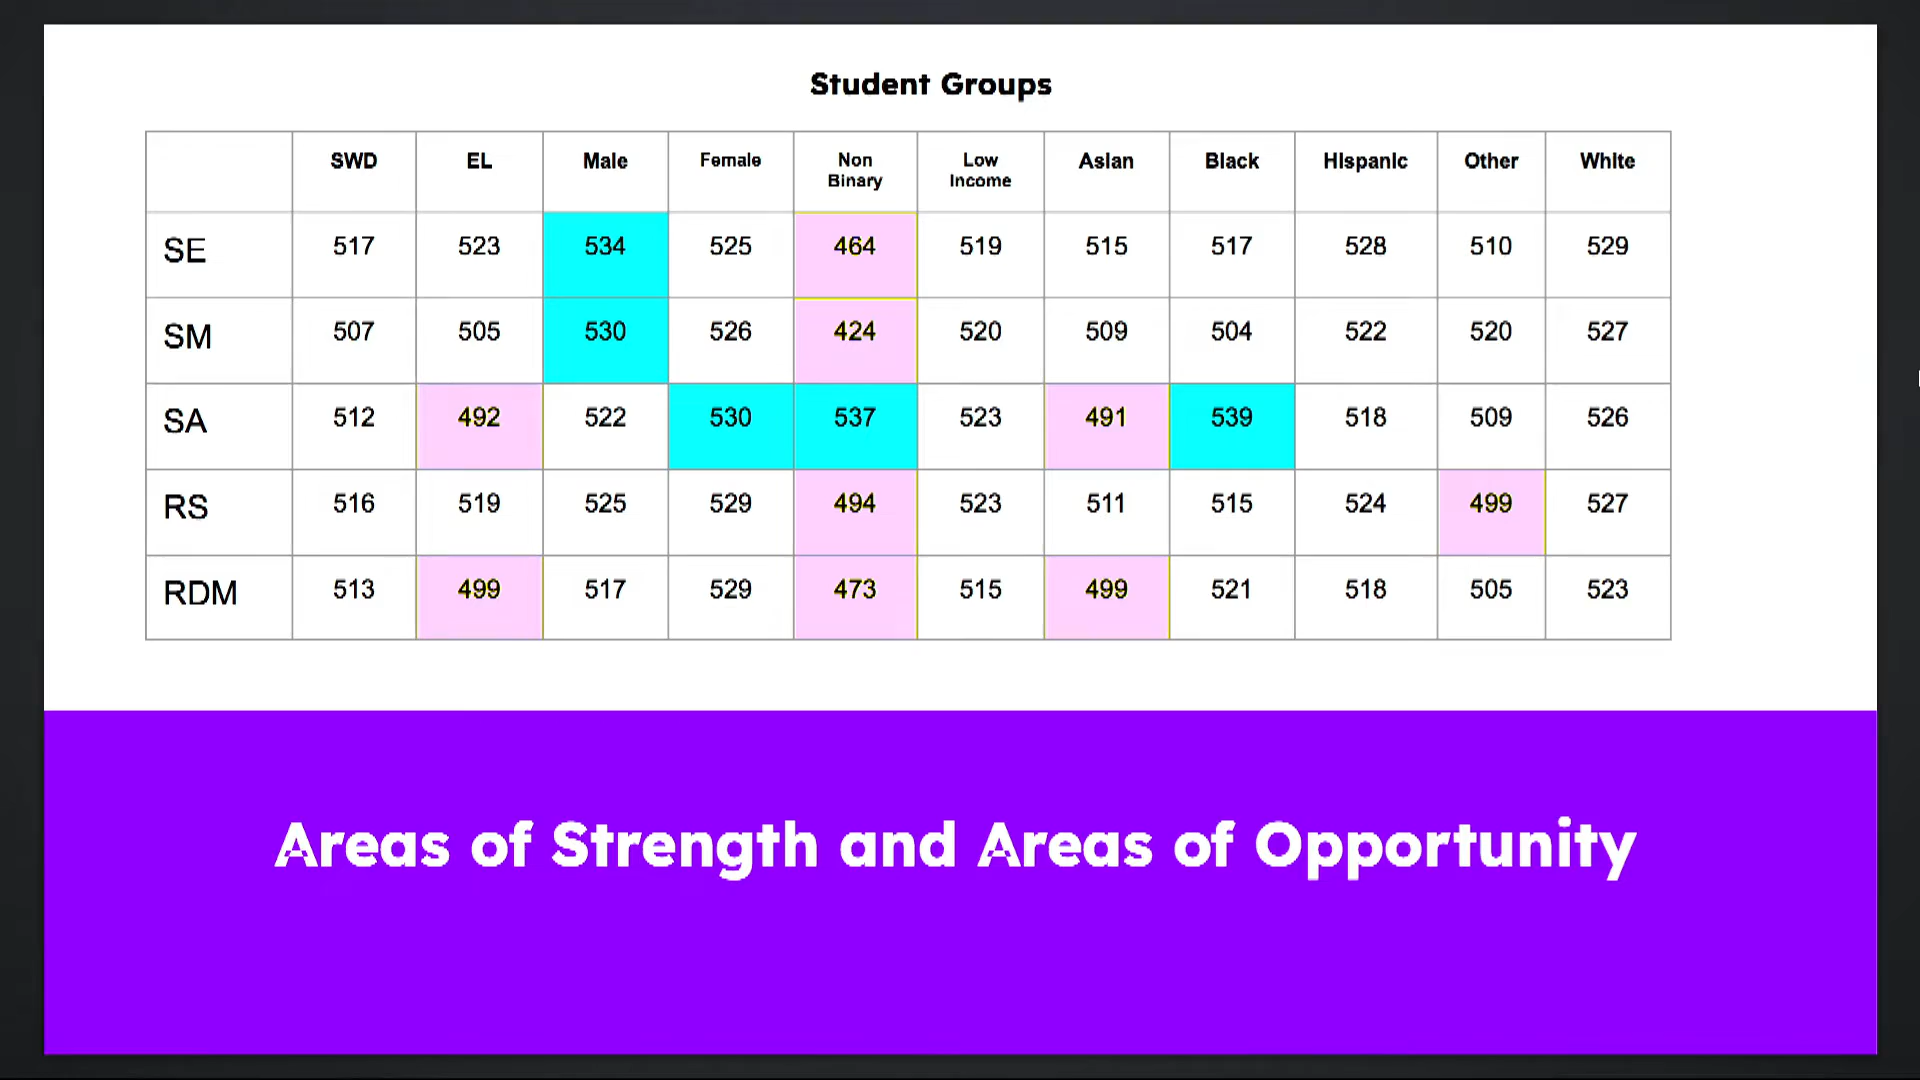 Student Groups
SWD EL Male Female Non Binary Low Income Asian Black Hispanic Other White
SE 517 523 534 525 464 519 515 517 528 510 529
SM 507 505 530 526 424 520 509 504 522 520 527
SA 512 492 522 530 537 523 491 539 518 509 526
RS 516 519 525 529 494 523 511 515 524 499 527
RDM 513 499 517 529 473 515 499 521 518 505 523
Areas of Strength and Areas of Opportunity